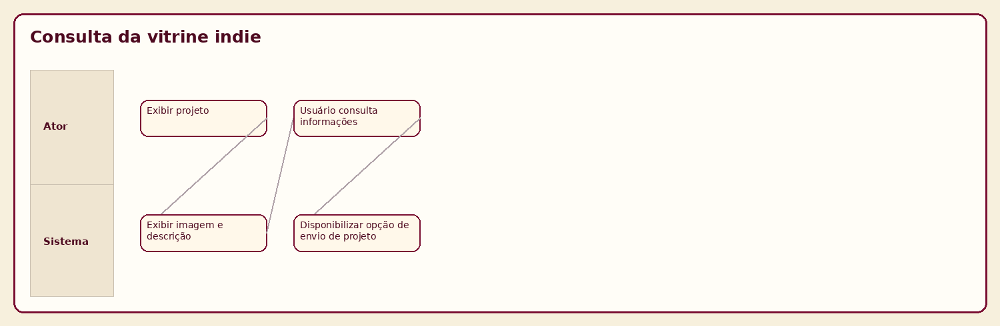 Consulta da vitrine indie
Ator
Exibir projeto
Usuário consulta
informações
Sistema
Exibir imagem e
descrição
Disponibilizar opção de
envio de projeto